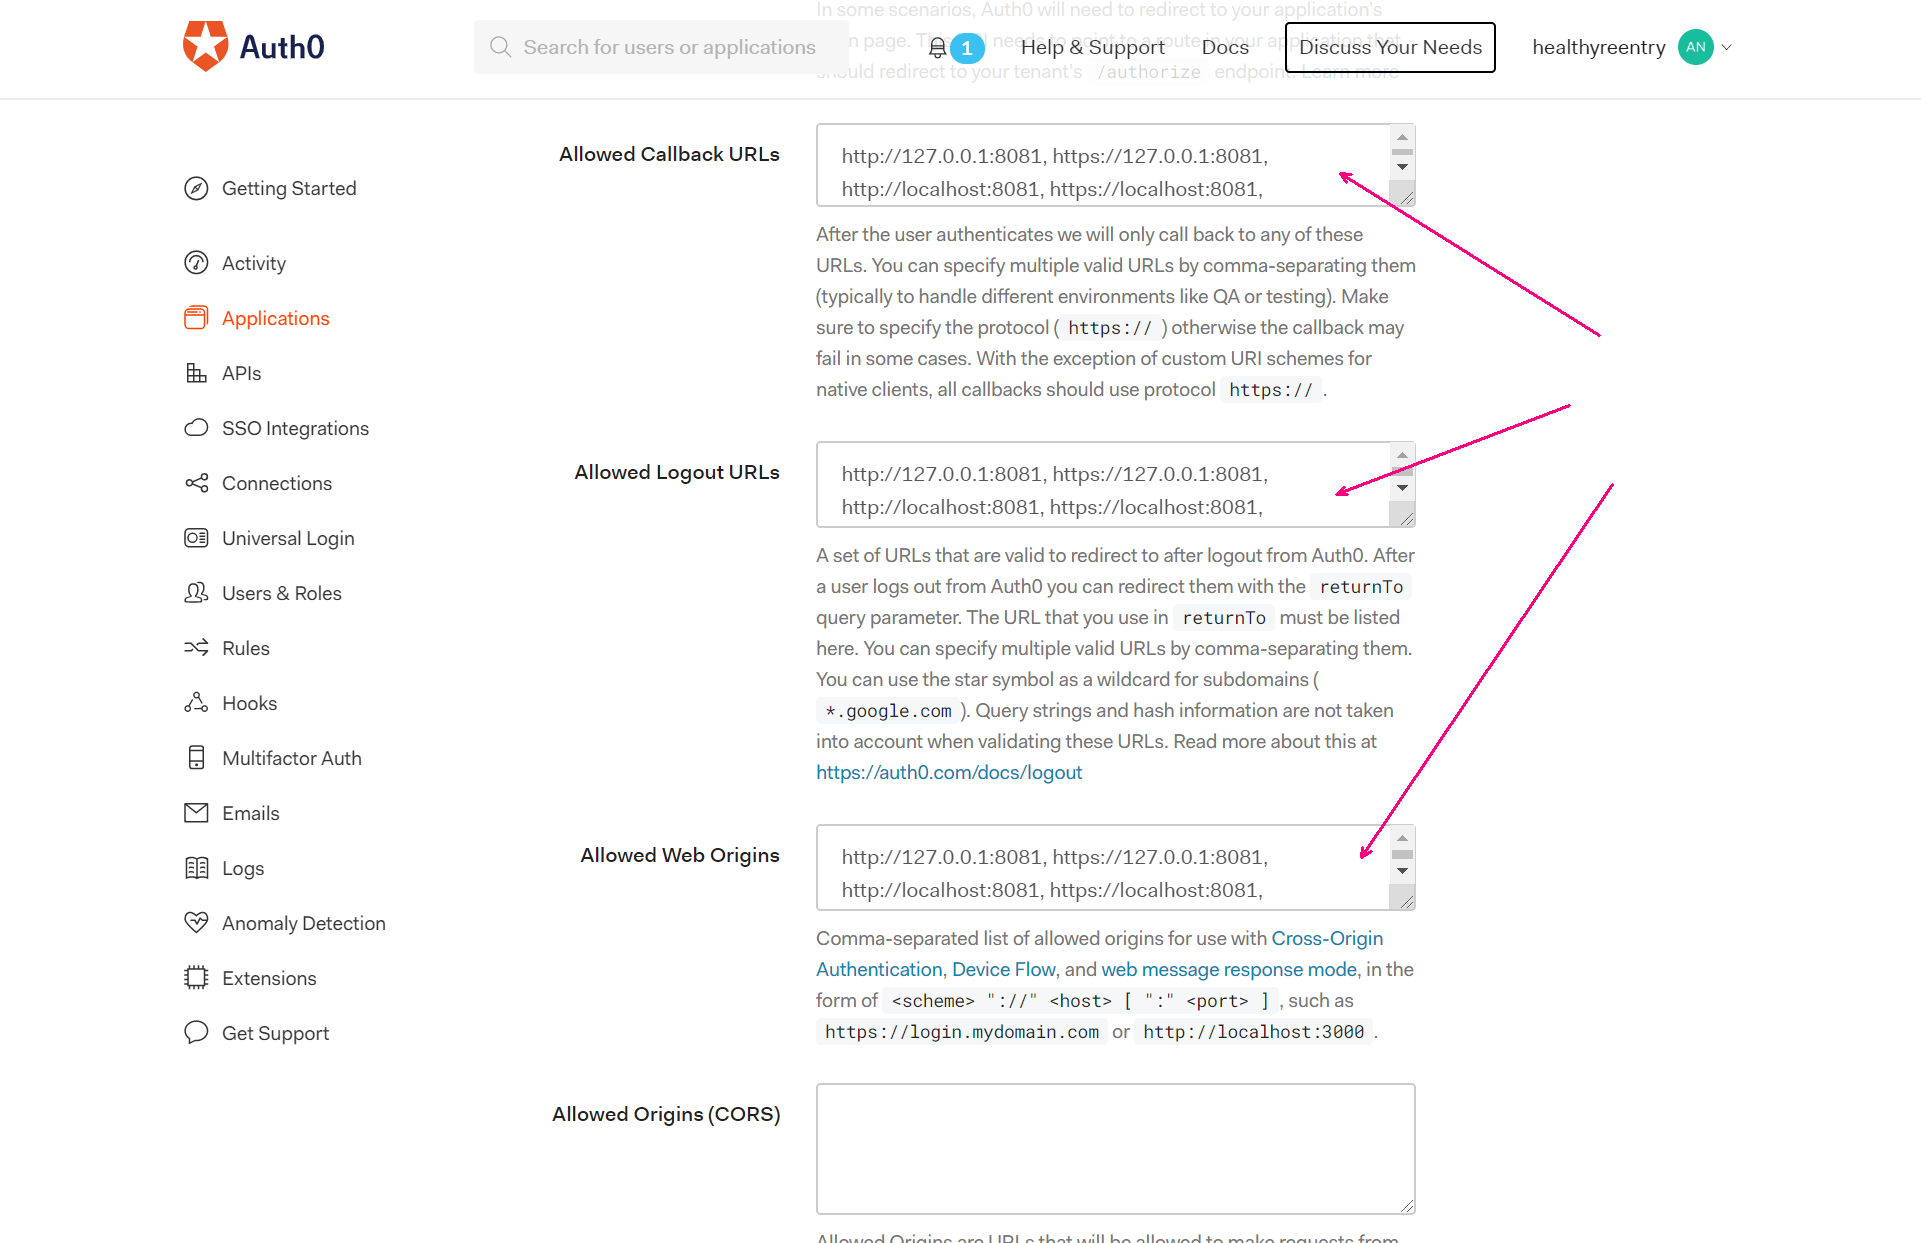 In some scenarios, Auth0 will need to redirect to your application's
Auth0
Search for users or applications
1
Help & Support
Docs
Discuss Your Needs
healthyreentry
AN
should redirect to your tenant's /authorize endpoint. Learn more
Getting Started
Activity
Applications
APIs
SSO Integrations
Connections
Universal Login
Users & Roles
Rules
Hooks
Multifactor Auth
Emails
Logs
Anomaly Detection
Extensions
Get Support
Allowed Callback URLs
http://127.0.0.1:8081, https://127.0.0.1:8081,
http://localhost:8081, https://localhost:8081,
After the user authenticates we will only call back to any of these
URLs. You can specify multiple valid URLs by comma-separating them
(typically to handle different environments like QA or testing). Make
sure to specify the protocol ( https:// ) otherwise the callback may
fail in some cases. With the exception of custom URI schemes for
native clients, all callbacks should use protocol https:// .
Allowed Logout URLs
http://127.0.0.1:8081, https://127.0.0.1:8081,
http://localhost:8081, https://localhost:8081,
A set of URLs that are valid to redirect to after logout from Auth0. After
a user logs out from Auth0 you can redirect them with the returnTo
query parameter. The URL that you use in returnTo must be listed
here. You can specify multiple valid URLs by comma-separating them.
You can use the star symbol as a wildcard for subdomains (
*.google.com ). Query strings and hash information are not taken
into account when validating these URLs. Read more about this at
https://auth0.com/docs/logout
Allowed Web Origins
http://127.0.0.1:8081, https://127.0.0.1:8081,
http://localhost:8081, https://localhost:8081,
Comma-separated list of allowed origins for use with Cross-Origin
Authentication, Device Flow, and web message response mode, in the
form of <scheme> "://" <host> [ ":" <port> ] , such as
https://login.mydomain.com or http://localhost:3000 .
Allowed Origins (CORS)
Allowed Origins are URLs that will be allowed to make requests from